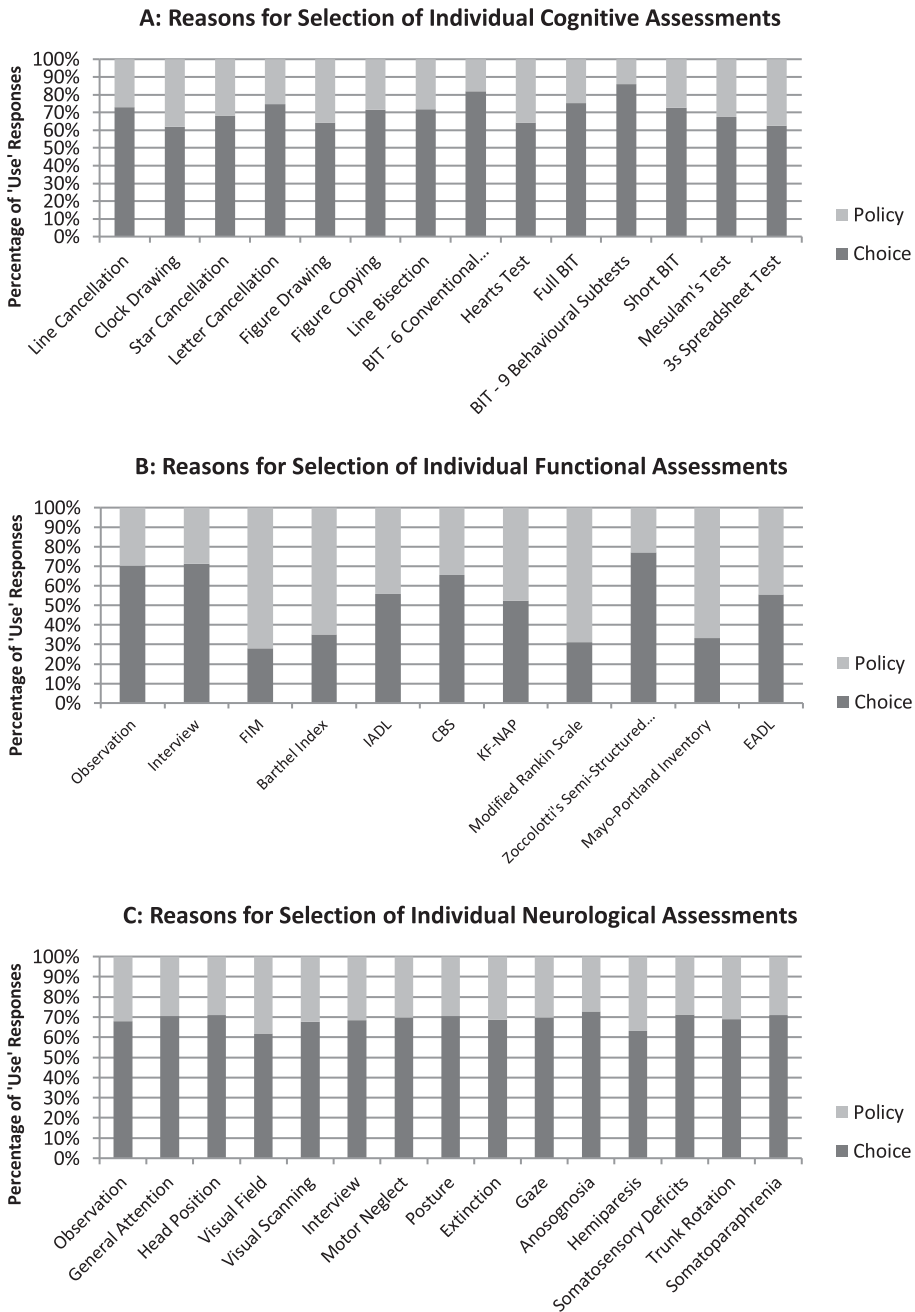 A: Reasons for Selection of Individual Cognitive Assessments
Percentage of 'Use' Responses
100%
90%
80%
70%
60%
50%
40%
30%
20%
10%
0%
Line Cancellation
Clock Drawing
Star Cancellation
Letter Cancellation
Figure Drawing
Figure Copying
Line Bisection
BIT - 6 Conventional...
Hearts Test
Full BIT
BIT - 9 Behavioural Subtests
Short BIT
Mesulam's Test
3s Spreadsheet Test
Policy
Choice
B: Reasons for Selection of Individual Functional Assessments
Percentage of 'Use' Responses
100%
90%
80%
70%
60%
50%
40%
30%
20%
10%
0%
Observation
Interview
FIM
Barthel Index
IADL
CBS
KF-NAP
Modified Rankin Scale
Zoccolotti's Semi-Structured...
Mayo-Portland Inventory
EADL
Policy
Choice
C: Reasons for Selection of Individual Neurological Assessments
Percentage of 'Use' Responses
100%
90%
80%
70%
60%
50%
40%
30%
20%
10%
0%
Observation
General Attention
Head Position
Visual Field
Visual Scanning
Interview
Motor Neglect
Posture
Extinction
Gaze
Anosognosia
Hemiparesis
Somatosensory Deficits
Trunk Rotation
Somatoparaphrenia
Policy
Choice